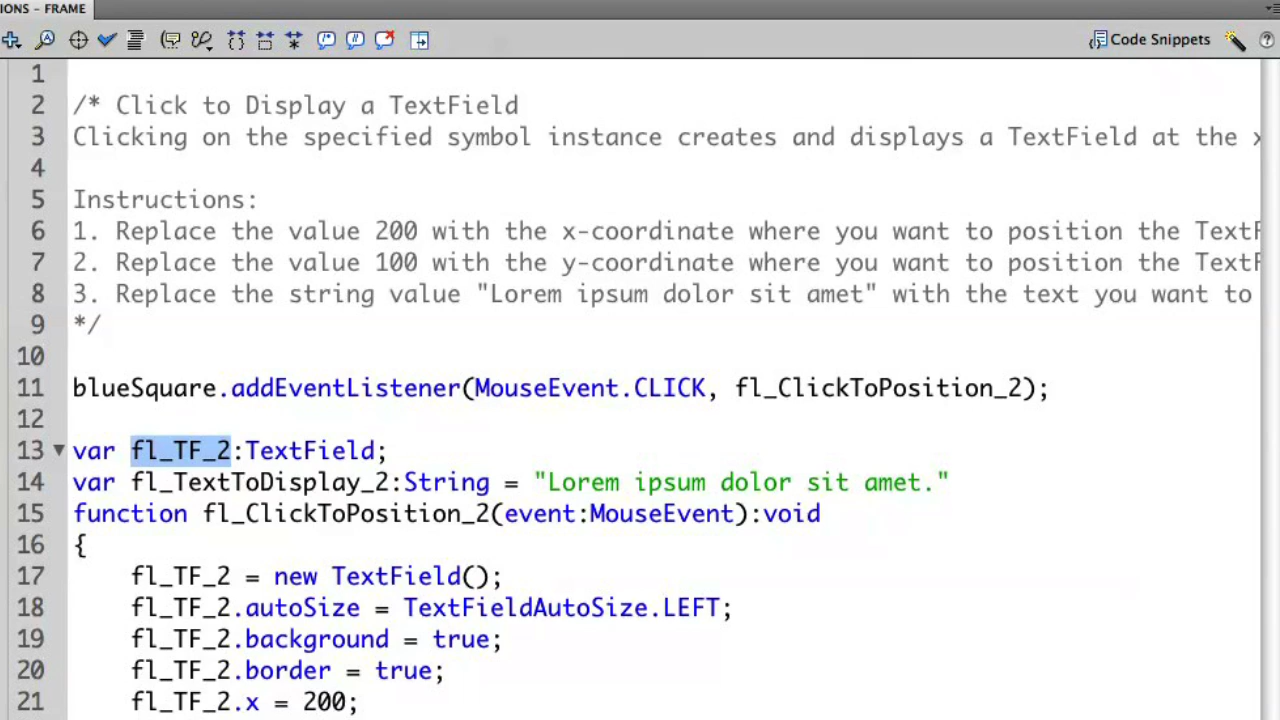 IONS - FRAME
Code Snippets
1
2 /* Click to Display a TextField
3 Clicking on the specified symbol instance creates and displays a TextField at the x
4
5 Instructions:
6 1. Replace the value 200 with the x-coordinate where you want to position the TextF
7 2. Replace the value 100 with the y-coordinate where you want to position the TextF
8 3. Replace the string value "Lorem ipsum dolor sit amet" with the text you want to
9 */
10
11 blueSquare.addEventListener(MouseEvent.CLICK, fl_ClickToPosition_2);
12
13 var fl_TF_2:TextField;
14 var fl_TextToDisplay_2:String = "Lorem ipsum dolor sit amet."
15 function fl_ClickToPosition_2(event:MouseEvent):void
16 {
17 fl_TF_2 = new TextField();
18 fl_TF_2.autoSize = TextFieldAutoSize.LEFT;
19 fl_TF_2.background = true;
20 fl_TF_2.border = true;
21 fl_TF_2.x = 200;